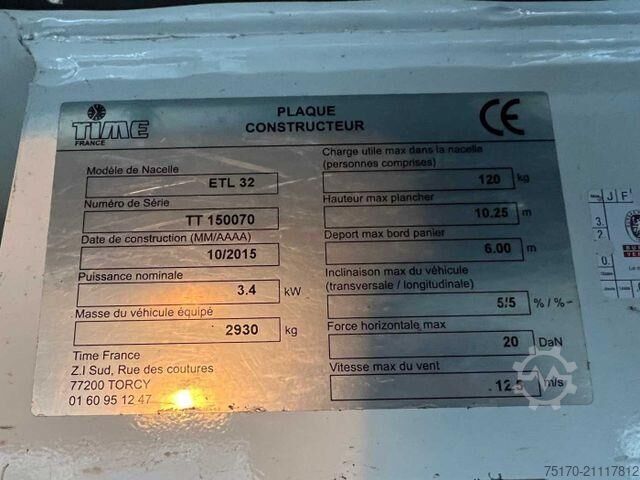 TIME
FRANCE
PLAQUE
CONSTRUCTEUR
CE
Modèle de Nacelle
ETL 32
Numéro de Série
TT 150070
Date de construction (MM/AAAA)
10/2015
Puissance nominale
3.4 kW
Masse du véhicule équipé
2930 kg
Time France
Z.I Sud, Rue des coutures
77200 TORCY
01 60 95 12 47
Charge utile max dans la nacelle
(personnes comprises)
120 kg
Hauteur max plancher
10.25 m
Deport max bord panier
6.00 m
Inclinaison max du véhicule
(transversale / longitudinale)
5/5 % / %
Force horizontale max
20 DaN
Vitesse max du vent
12.5 m/s
J F
3.
2.
0.
75170-21117812